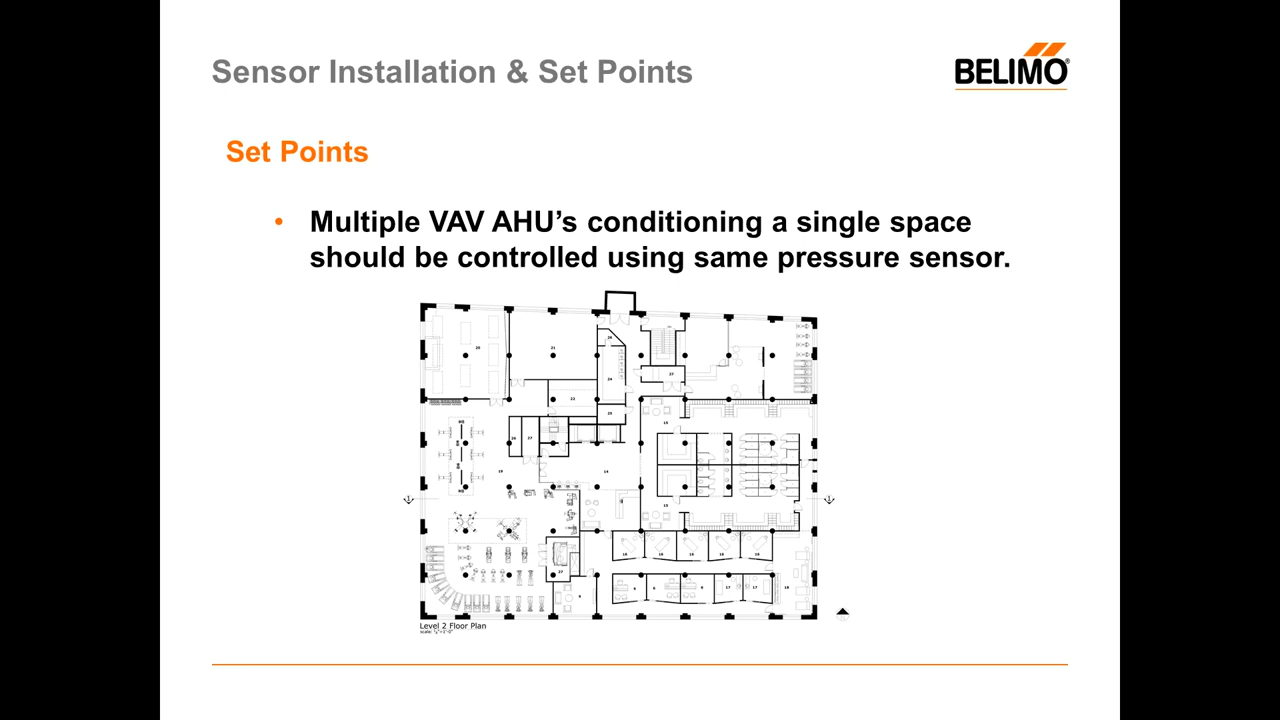 Sensor Installation & Set Points
BELIMO®
Set Points
• Multiple VAV AHU’s conditioning a single space
should be controlled using same pressure sensor.
Level 2 Floor Plan